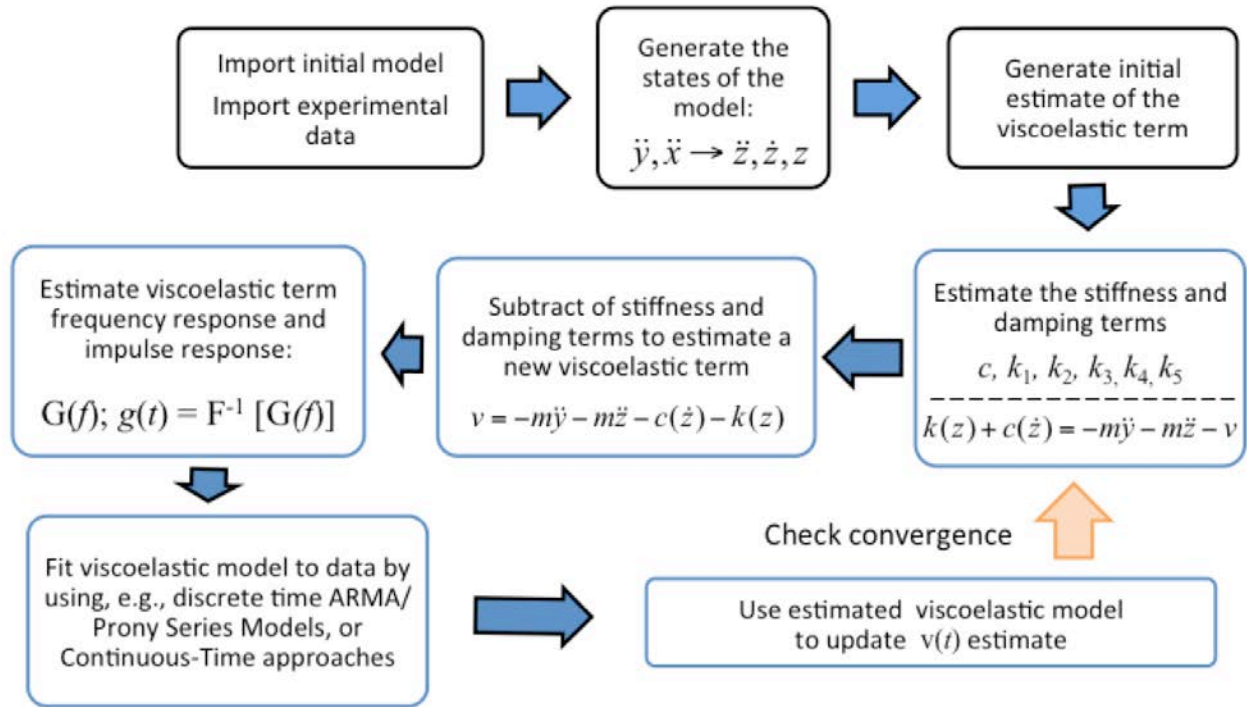 Import initial model
Import experimental
data
Generate the
states of the
model:
ÿ, ẍ → z̈, ż, z
Generate initial
estimate of the
viscoelastic term
Estimate the stiffness and
damping terms
c, k₁, k₂, k₃, k₄, k₅
k(z) + c(ż) = −mÿ − mz̈ − v
Subtract of stiffness and
damping terms to estimate a
new viscoelastic term
v = −mÿ − mz̈ − c(ż) − k(z)
Estimate viscoelastic term
frequency response and
impulse response:
G(f); g(t) = F⁻¹ [G(f)]
Fit viscoelastic model to data by
using, e.g., discrete time ARMA/
Prony Series Models, or
Continuous-Time approaches
Use estimated viscoelastic model
to update v(t) estimate
Check convergence